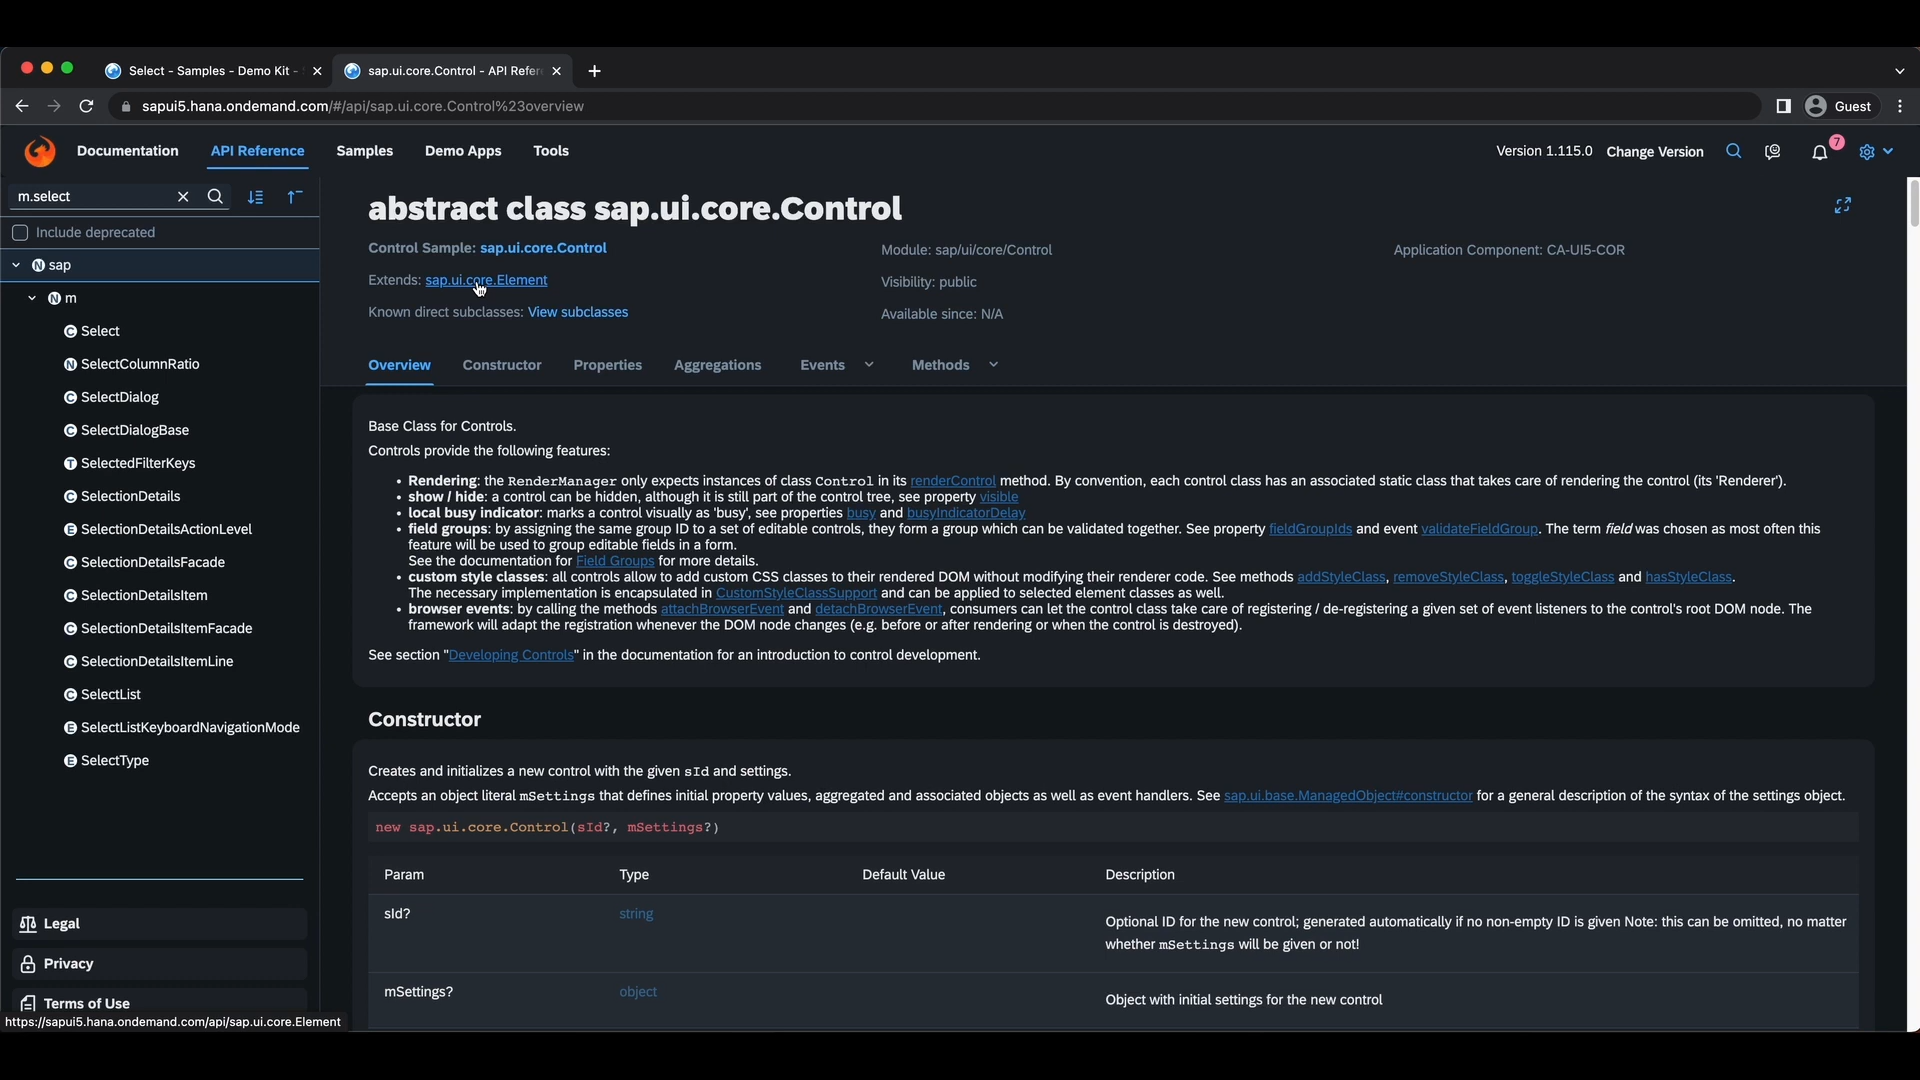 Select - Samples - Demo Kit -
sap.ui.core.Control - API Refere
sapui5.hana.ondemand.com/#/api/sap.ui.core.Control%23overview
Guest
Documentation
API Reference
Samples
Demo Apps
Tools
Version 1.115.0
Change Version
7
m.select
Include deprecated
N sap
N m
C Select
N SelectColumnRatio
C SelectDialog
C SelectDialogBase
T SelectedFilterKeys
C SelectionDetails
E SelectionDetailsActionLevel
C SelectionDetailsFacade
C SelectionDetailsItem
C SelectionDetailsItemFacade
C SelectionDetailsItemLine
C SelectList
E SelectListKeyboardNavigationMode
E SelectType
Legal
Privacy
Terms of Use
https://sapui5.hana.ondemand.com/api/sap.ui.core.Element
abstract class sap.ui.core.Control
Control Sample: sap.ui.core.Control
Module: sap/ui/core/Control
Application Component: CA-UI5-COR
Extends: sap.ui.core.Element
Visibility: public
Known direct subclasses: View subclasses
Available since: N/A
Overview
Constructor
Properties
Aggregations
Events
Methods
Base Class for Controls.
Controls provide the following features:
• Rendering: the RenderManager only expects instances of class Control in its renderControl method. By convention, each control class has an associated static class that takes care of rendering the control (its 'Renderer').
• show / hide: a control can be hidden, although it is still part of the control tree, see property visible
• local busy indicator: marks a control visually as 'busy', see properties busy and busyIndicatorDelay
• field groups: by assigning the same group ID to a set of editable controls, they form a group which can be validated together. See property fieldGroupIds and event validateFieldGroup. The term field was chosen as most often this
feature will be used to group editable fields in a form.
See the documentation for Field Groups for more details.
• custom style classes: all controls allow to add custom CSS classes to their rendered DOM without modifying their renderer code. See methods addStyleClass, removeStyleClass, toggleStyleClass and hasStyleClass.
The necessary implementation is encapsulated in CustomStyleClassSupport and can be applied to selected element classes as well.
• browser events: by calling the methods attachBrowserEvent and detachBrowserEvent, consumers can let the control class take care of registering / de-registering a given set of event listeners to the control's root DOM node. The
framework will adapt the registration whenever the DOM node changes (e.g. before or after rendering or when the control is destroyed).
See section "Developing Controls" in the documentation for an introduction to control development.
Constructor
Creates and initializes a new control with the given sId and settings.
Accepts an object literal mSettings that defines initial property values, aggregated and associated objects as well as event handlers. See sap.ui.base.ManagedObject#constructor for a general description of the syntax of the settings object.
new sap.ui.core.Control(sId?, mSettings?)
Param
Type
Default Value
Description
sId?
string
Optional ID for the new control; generated automatically if no non-empty ID is given Note: this can be omitted, no matter
whether mSettings will be given or not!
mSettings?
object
Object with initial settings for the new control